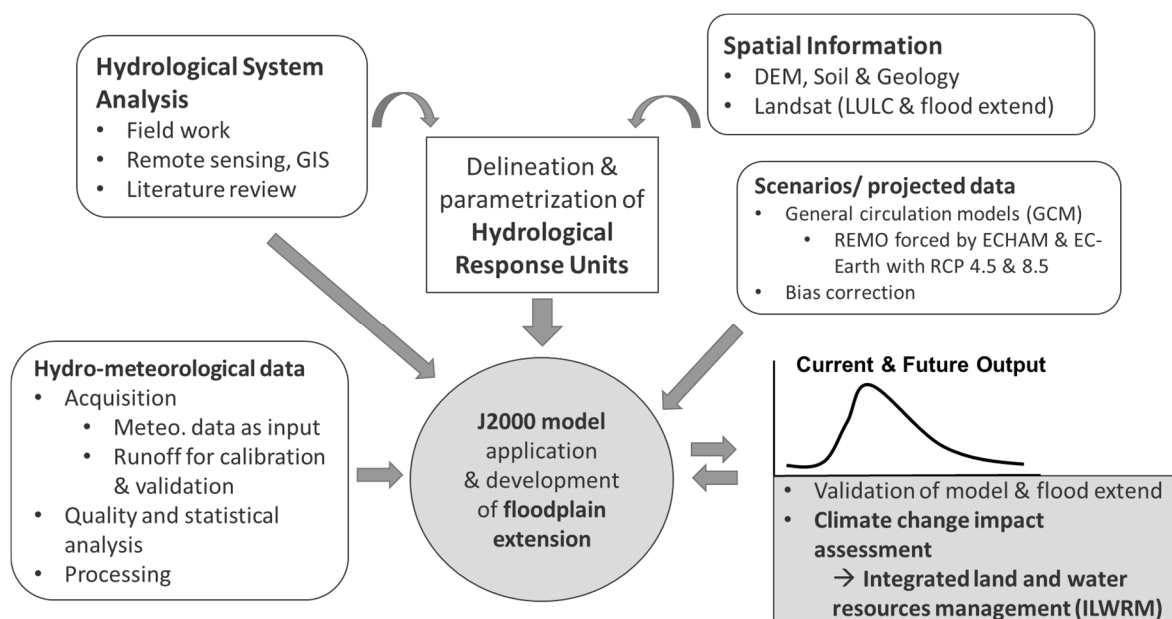 Hydrological System
Analysis
• Field work
• Remote sensing, GIS
• Literature review
Spatial Information
• DEM, Soil & Geology
• Landsat (LULC & flood extend)
Delineation &
parametrization of
Hydrological
Response Units
Scenarios/ projected data
• General circulation models (GCM)
• REMO forced by ECHAM & EC-
Earth with RCP 4.5 & 8.5
• Bias correction
Hydro-meteorological data
• Acquisition
• Meteo. data as input
• Runoff for calibration
& validation
• Quality and statistical
analysis
• Processing
J2000 model
application
& development
of floodplain
extension
Current & Future Output
• Validation of model & flood extend
• Climate change impact
assessment
→ Integrated land and water
resources management (ILWRM)